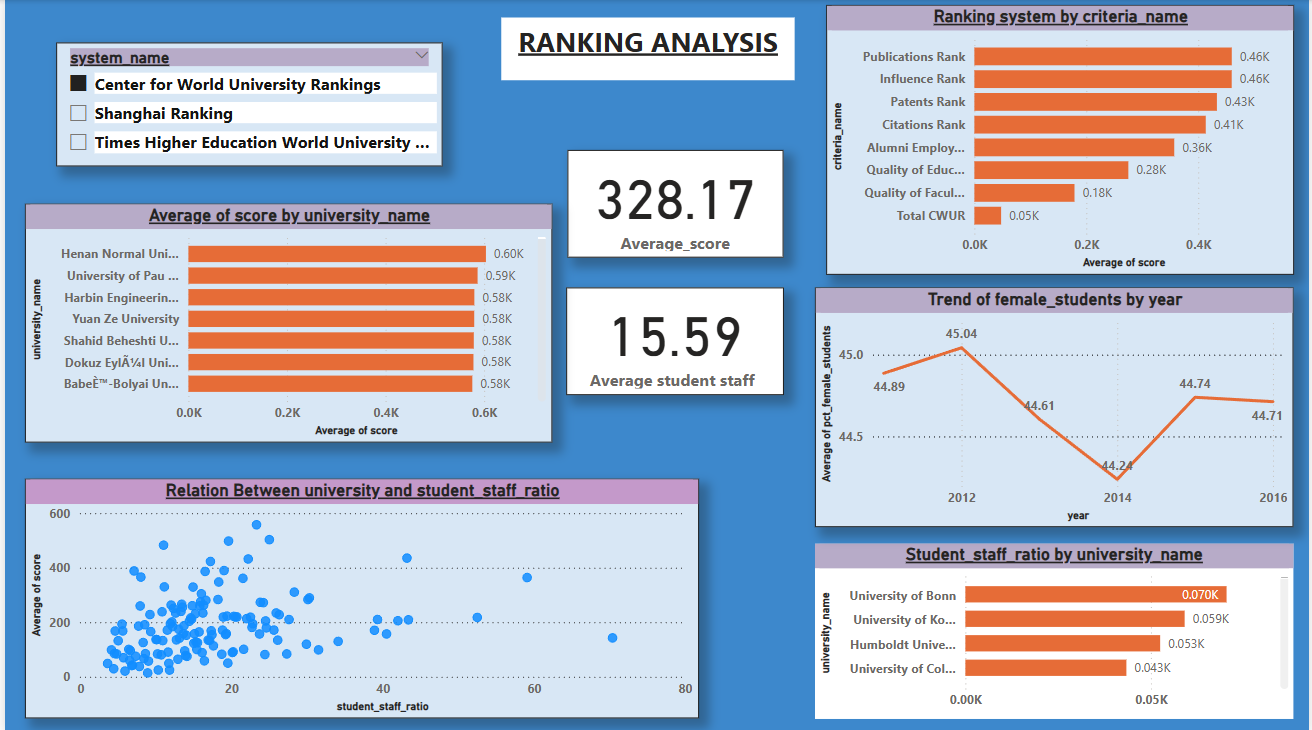 RANKING ANALYSIS
system_name
Center for World University Rankings
Shanghai Ranking
Times Higher Education World University ...
Average of score by university_name
university_name
Henan Normal Uni... 0.60K
University of Pau ... 0.59K
Harbin Engineerin... 0.58K
Yuan Ze University 0.58K
Shahid Beheshti U... 0.58K
Dokuz EylÃ¼l Uni... 0.58K
BabeÈ™-Bolyai Un... 0.58K
0.0K 0.2K 0.4K 0.6K
Average of score
328.17
Average_score
15.59
Average student staff
Ranking system by criteria_name
criteria_name
Publications Rank 0.46K
Influence Rank 0.46K
Patents Rank 0.43K
Citations Rank 0.41K
Alumni Employ... 0.36K
Quality of Educ... 0.28K
Quality of Facul... 0.18K
Total CWUR 0.05K
0.0K 0.2K 0.4K
Average of score
Trend of female_students by year
Average of pct_female_students
45.0
44.5
44.89
45.04
44.61
44.24
44.74
44.71
2012 2014 2016
year
Relation Between university and student_staff_ratio
Average of score
600
400
200
0
0 20 40 60 80
student_staff_ratio
Student_staff_ratio by university_name
university_name
University of Bonn 0.070K
University of Ko... 0.059K
Humboldt Unive... 0.053K
University of Col... 0.043K
0.00K 0.05K